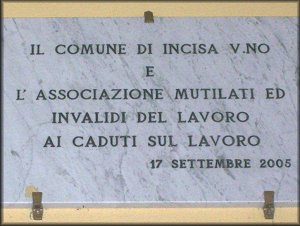 IL COMUNE DI INCISA V.NO
E
L' ASSOCIAZIONE MUTILATI ED
INVALIDI DEL LAVORO
AI CADUTI SUL LAVORO
17 SETTEMBRE 2005